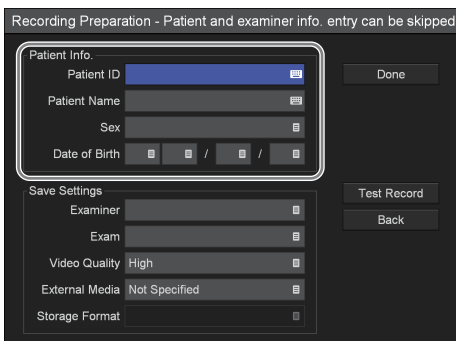 Recording Preparation - Patient and examiner info. entry can be skipped
Patient Info.
Patient ID
Done
Patient Name
Sex
Date of Birth / /
Save Settings
Test Record
Examiner
Back
Exam
Video Quality High
External Media Not Specified
Storage Format